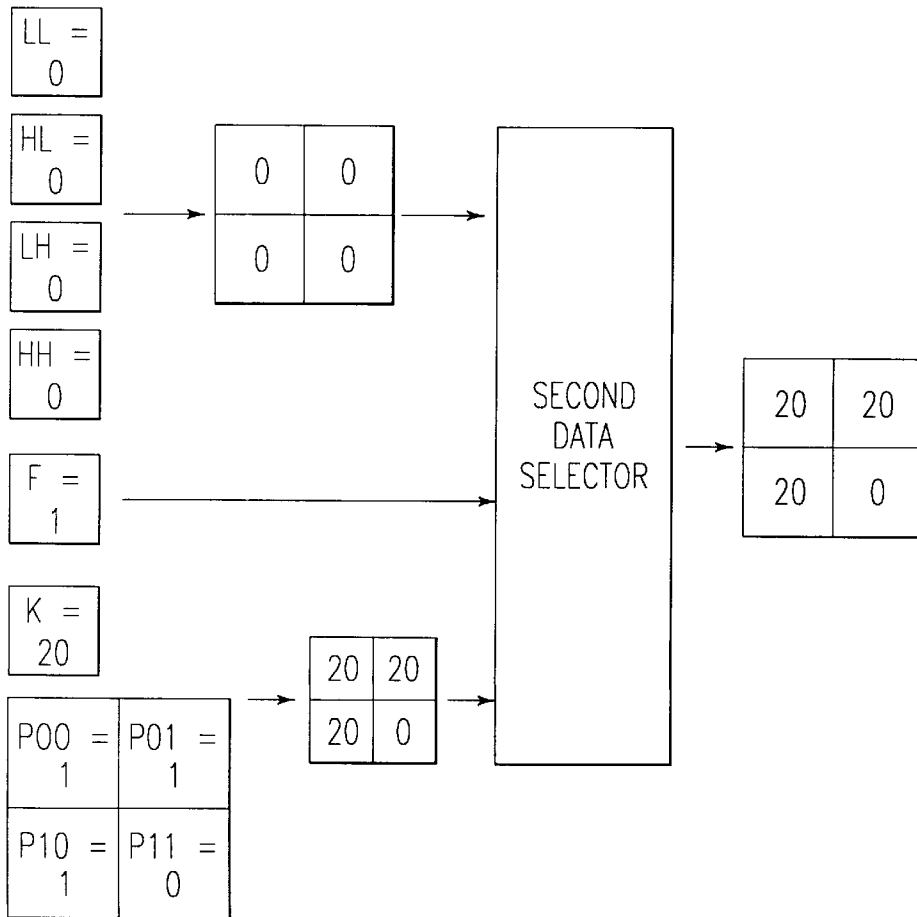 LL =
0
HL =
0
LH =
0
HH =
0
0 0
0 0
F =
1
K =
20
P00 = P01 =
1 1
P10 = P11 =
1 0
20 20
20 0
SECOND
DATA
SELECTOR
20 20
20 0